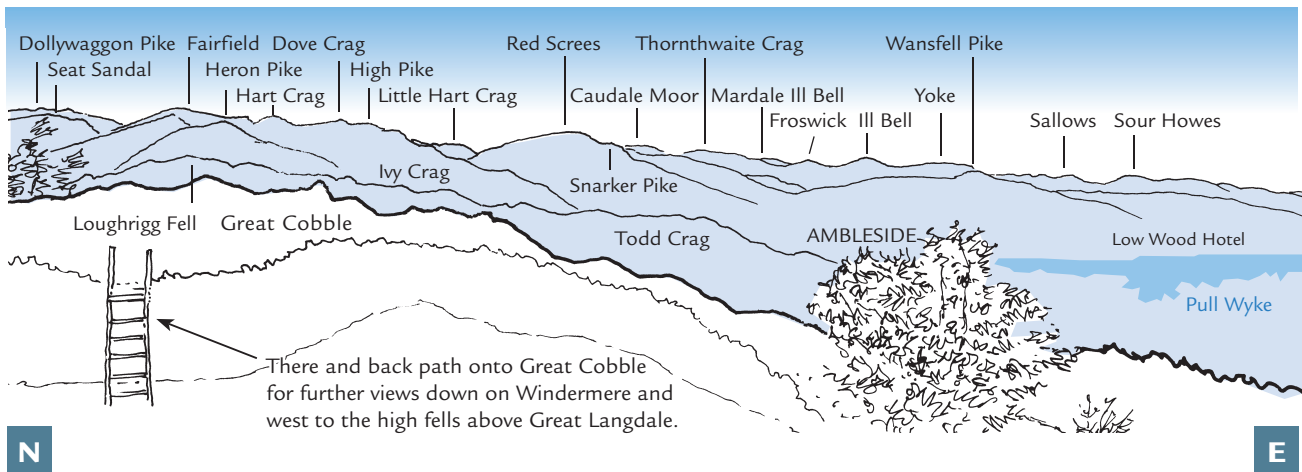 Dollywaggon Pike
Fairfield
Dove Crag
Red Screes
Thornthwaite Crag
Wansfell Pike
Seat Sandal
Heron Pike
High Pike
Hart Crag
Little Hart Crag
Caudale Moor
Mardale Ill Bell
Yoke
Froswick
Ill Bell
Sallows
Sour Howes
Ivy Crag
Snarker Pike
Loughrigg Fell
Great Cobble
Todd Crag
AMBLESIDE
Low Wood Hotel
Pull Wyke
There and back path onto Great Cobble
for further views down on Windermere and
west to the high fells above Great Langdale.
N
E